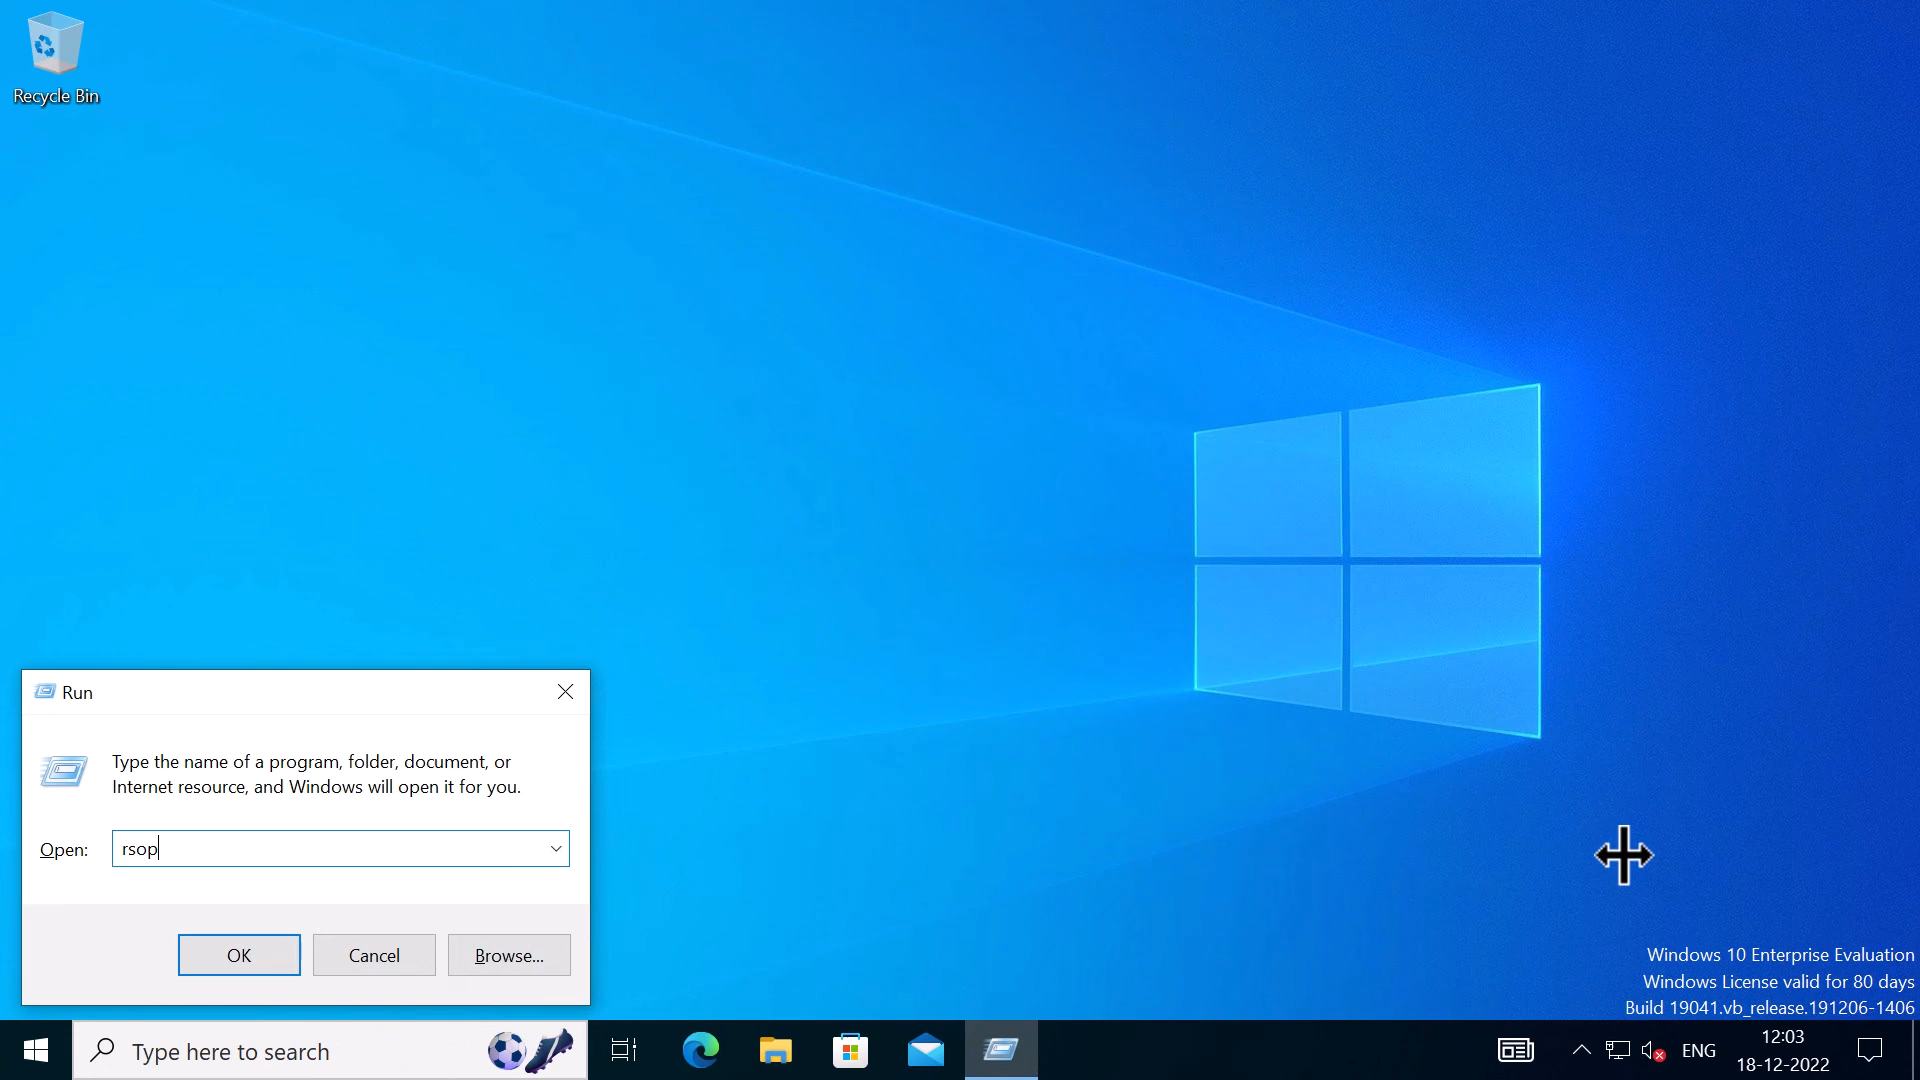 Recycle Bin
Run
Type the name of a program, folder, document, or
Internet resource, and Windows will open it for you.
Open:
rsop
OK
Cancel
Browse...
Windows 10 Enterprise Evaluation
Windows License valid for 80 days
Build 19041.vb_release.191206-1406
Type here to search
ENG
12:03
18-12-2022